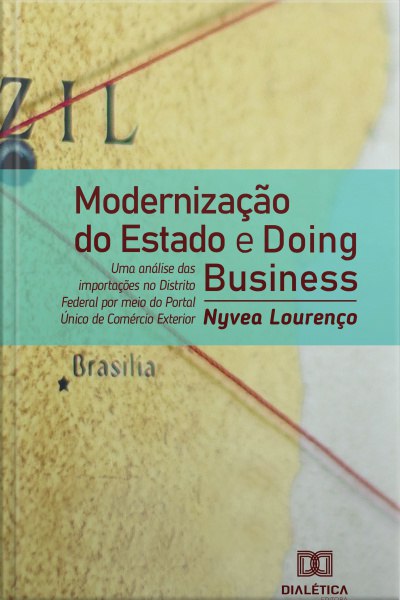 ZIL
Modernização
do Estado e Doing
Business
Uma análise das
importações no Distrito
Federal por meio do Portal
Único de Comércio Exterior
Nyvea Lourenço
Brasília
DIALÉTICA
EDITORA